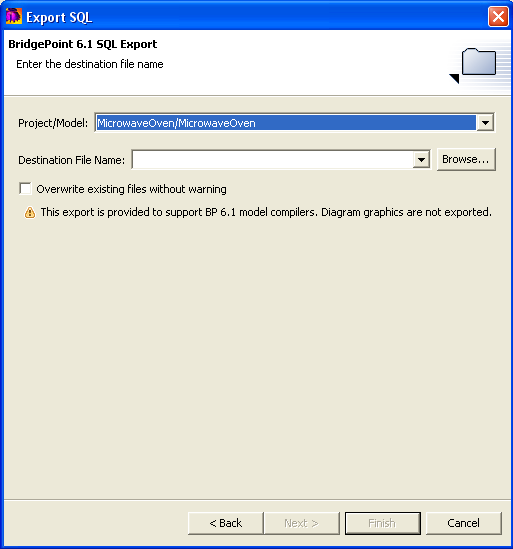 Export SQL
BridgePoint 6.1 SQL Export
Enter the destination file name
Project/Model: MicrowaveOven/MicrowaveOven
Destination File Name: Browse...
Overwrite existing files without warning
This export is provided to support BP 6.1 model compilers. Diagram graphics are not exported.
< Back Next > Finish Cancel